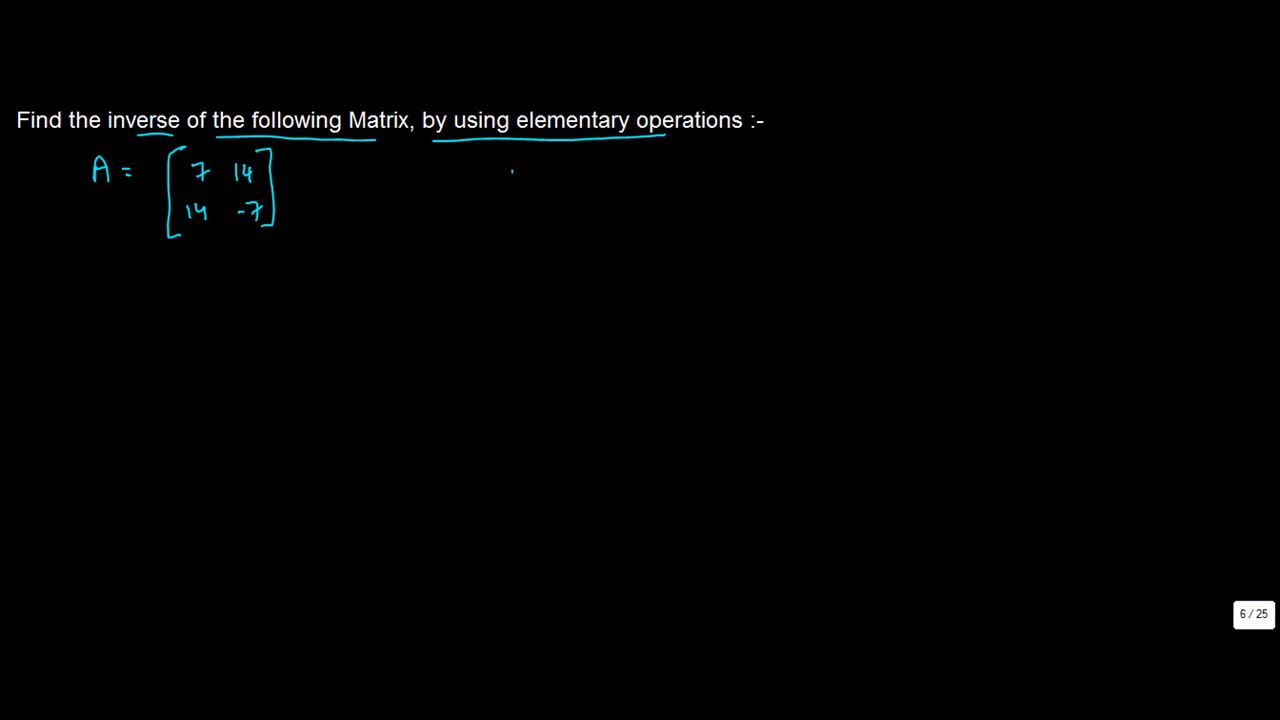 Find the inverse of the following Matrix, by using elementary operations :-
A = [ 7 14
14 -7 ]
6 / 25